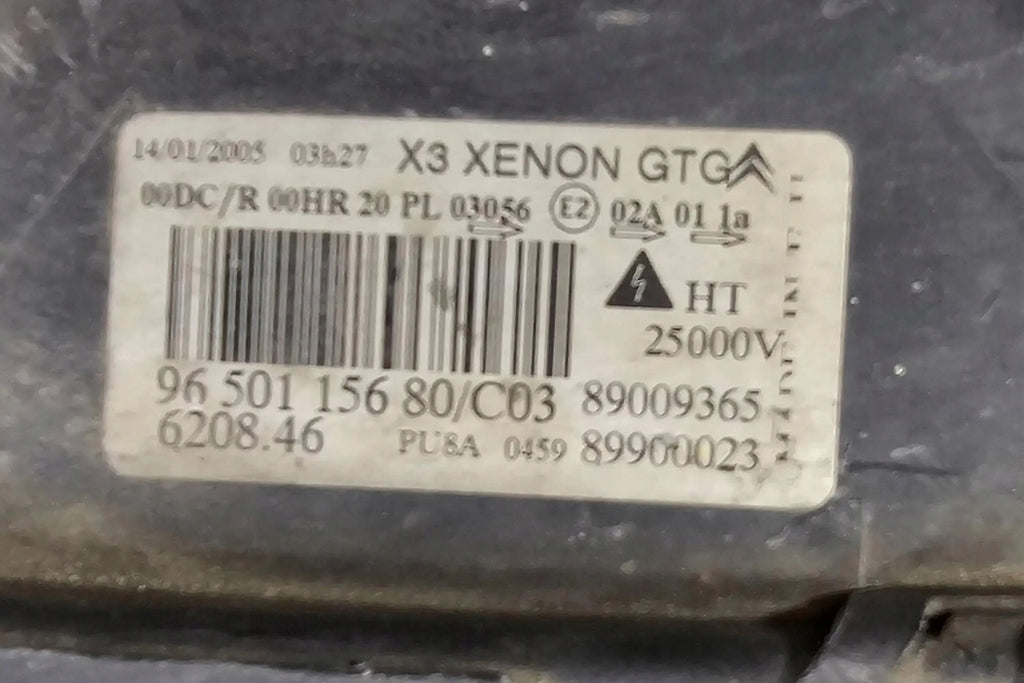 14/01/2005 03h27 X3 XENON GTG
00DC/R 00HR 20 PL 03056 E2 02A 01 1a
HT
25000V
96 501 156 80/C03 89009365
6208.46 PU8A 0459 89900023